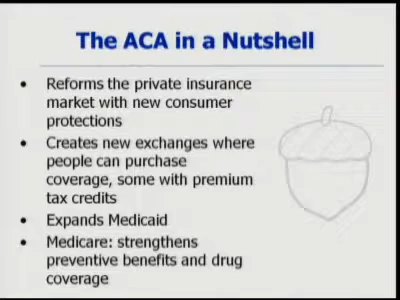 The ACA in a Nutshell
• Reforms the private insurance
market with new consumer
protections
• Creates new exchanges where
people can purchase
coverage, some with premium
tax credits
• Expands Medicaid
• Medicare: strengthens
preventive benefits and drug
coverage